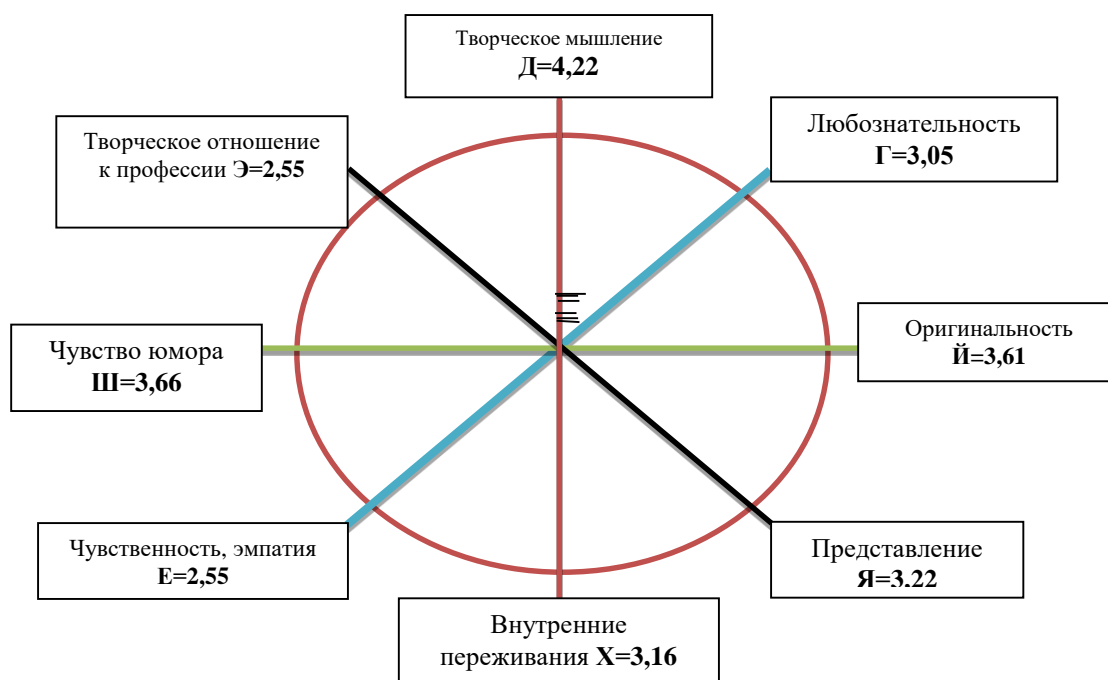 Творческое мышление
Д=4,22
Любознательность
Г=3,05
Творческое отношение
к профессии Э=2,55
Оригинальность
Й=3,61
Чувство юмора
Ш=3,66
Чувственность, эмпатия
Е=2,55
Представление
Я=3.22
Внутренние
переживания Х=3,16